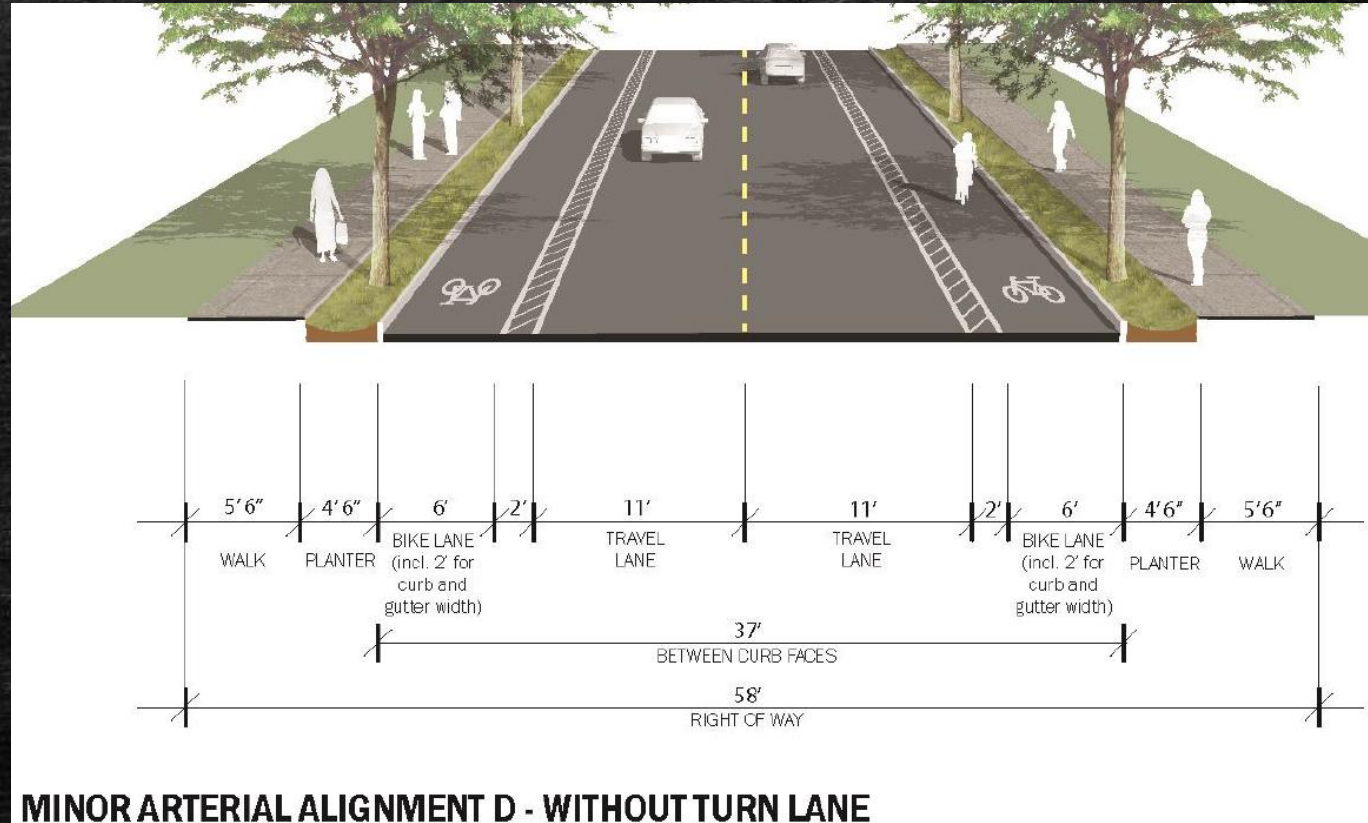 5'6" 4'6" 6' 2' 11' 11' 2' 6' 4'6" 5'6"
WALK PLANTER BIKE LANE TRAVEL TRAVEL BIKE LANE PLANTER WALK
(incl. 2' for LANE LANE (incl. 2' for
curb and curb and
gutter width) gutter width)
37'
BETWEEN CURB FACES
58'
RIGHT OF WAY
MINOR ARTERIAL ALIGNMENT D - WITHOUT TURN LANE